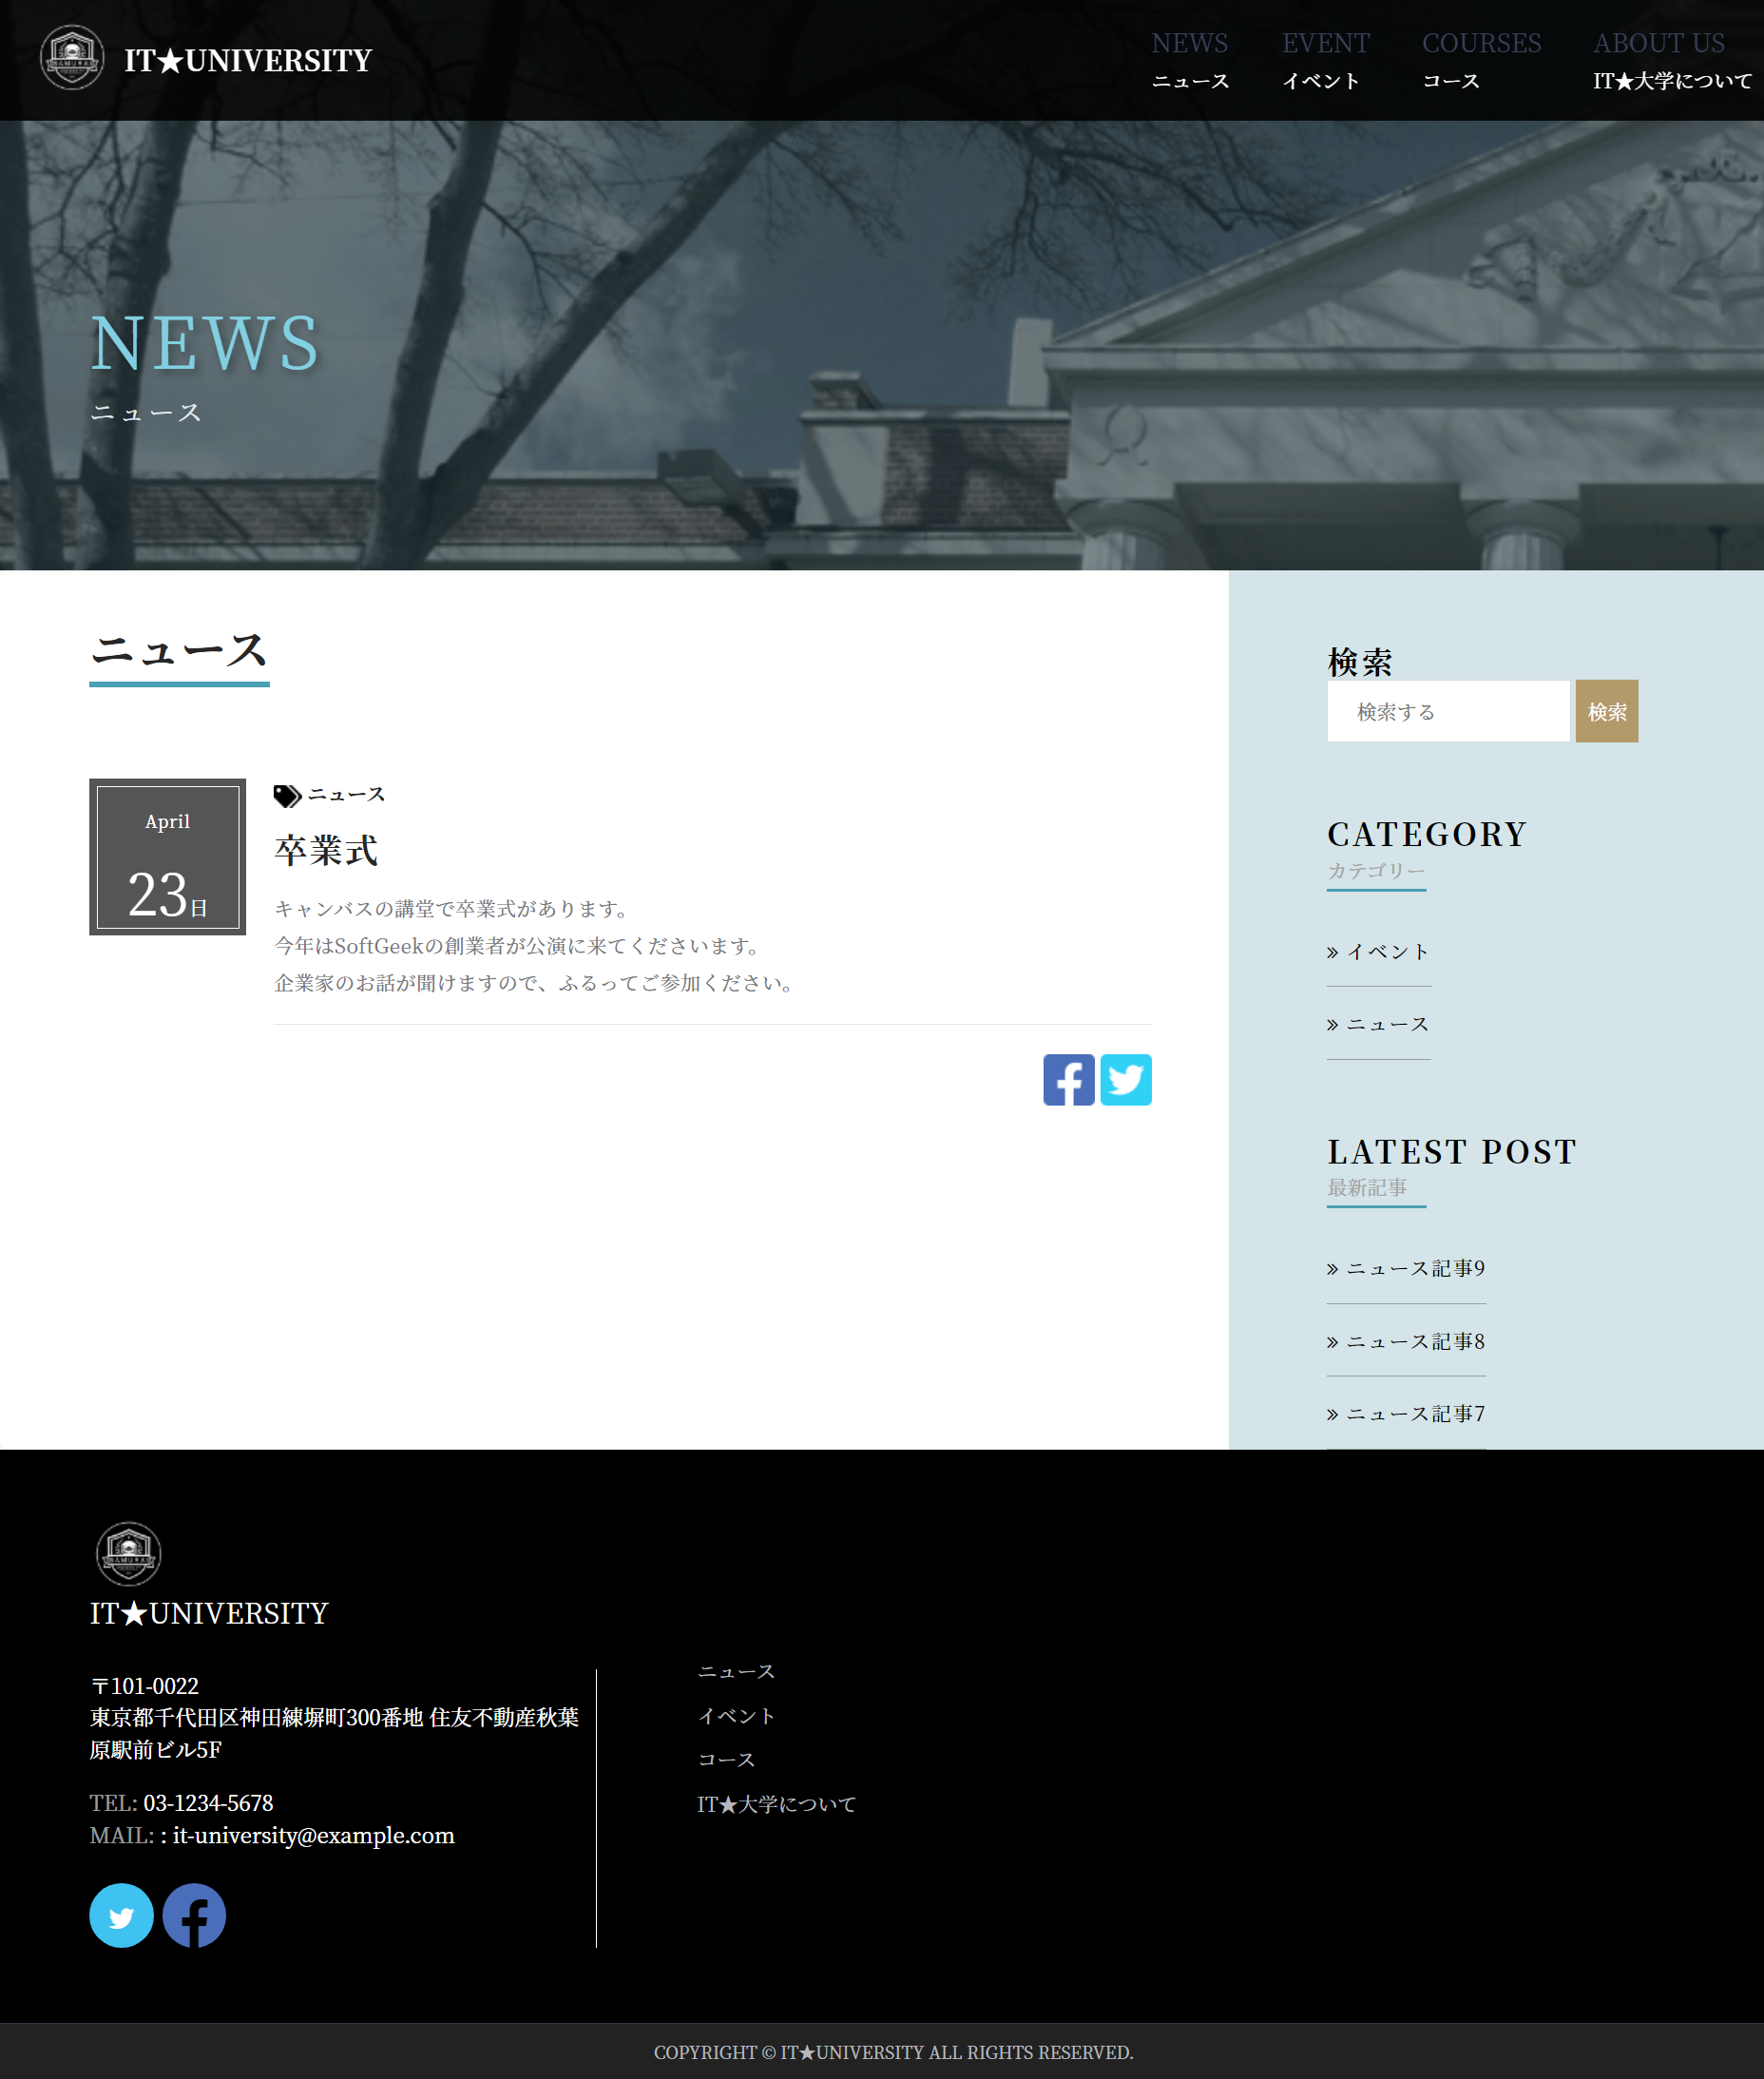 IT★UNIVERSITY
NEWS
ニュース
EVENT
イベント
COURSES
コース
ABOUT US
IT★大学について
NEWS
ニュース
ニュース
April
23日
ニュース
卒業式
キャンバスの講堂で卒業式があります。
今年はSoftGeekの創業者が公演に来てくださいます。
企業家のお話が聞けますので、ふるってご参加ください。
検索
検索する
検索
CATEGORY
カテゴリー
» イベント
» ニュース
LATEST POST
最新記事
» ニュース記事9
» ニュース記事8
» ニュース記事7
IT★UNIVERSITY
〒101-0022
東京都千代田区神田練塀町300番地 住友不動産秋葉
原駅前ビル5F
TEL: 03-1234-5678
MAIL: : it-university@example.com
ニュース
イベント
コース
IT★大学について
COPYRIGHT © IT★UNIVERSITY ALL RIGHTS RESERVED.